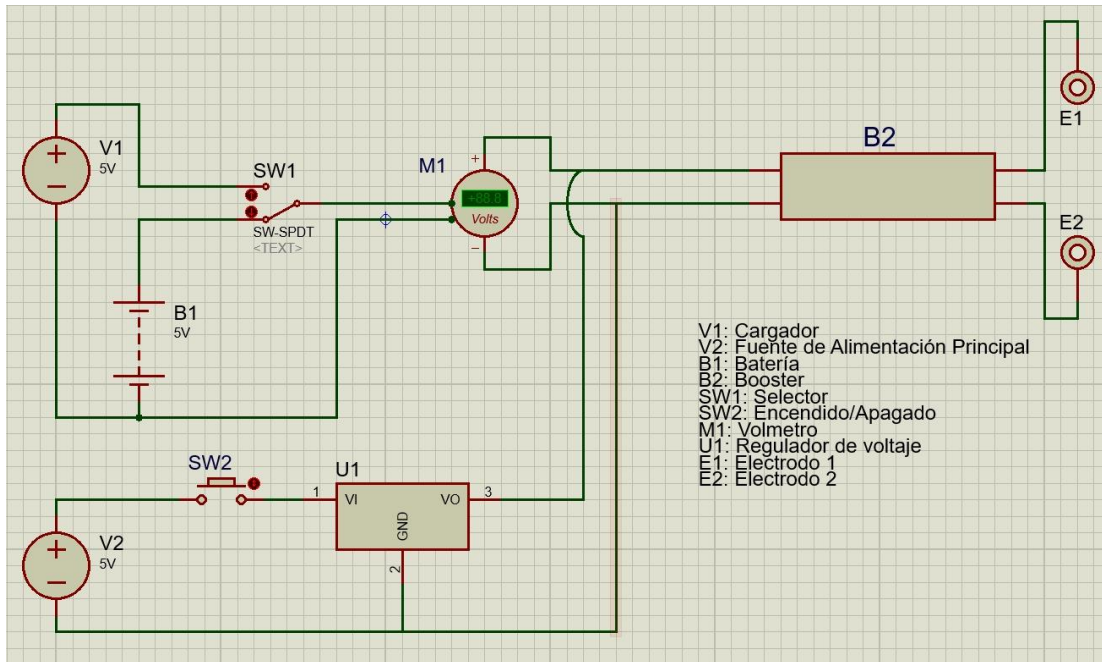 V1
5V
SW1
SW-SPDT
<TEXT>
B1
5V
M1
+
+88.8
Volts
B2
E1
E2
V1: Cargador
V2: Fuente de Alimentación Principal
B1: Batería
B2: Booster
SW1: Selector
SW2: Encendido/Apagado
M1: Volmetro
U1: Regulador de voltaje
E1: Electrodo 1
E2: Electrodo 2
SW2
U1
1
VI
VO
3
GND
2
V2
5V